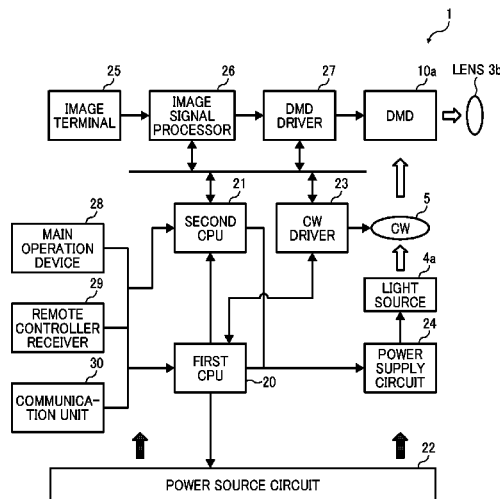 1
25
26
27
10a
LENS 3b
IMAGE
TERMINAL
IMAGE
SIGNAL
PROCESSOR
DMD
DRIVER
DMD
21
23
5
28
SECOND
CPU
CW
DRIVER
CW
MAIN
OPERATION
DEVICE
4a
29
LIGHT
SOURCE
REMOTE
CONTROLLER
RECEIVER
24
30
FIRST
CPU
POWER
SUPPLY
CIRCUIT
COMMUNICA-
TION UNIT
20
22
POWER SOURCE CIRCUIT